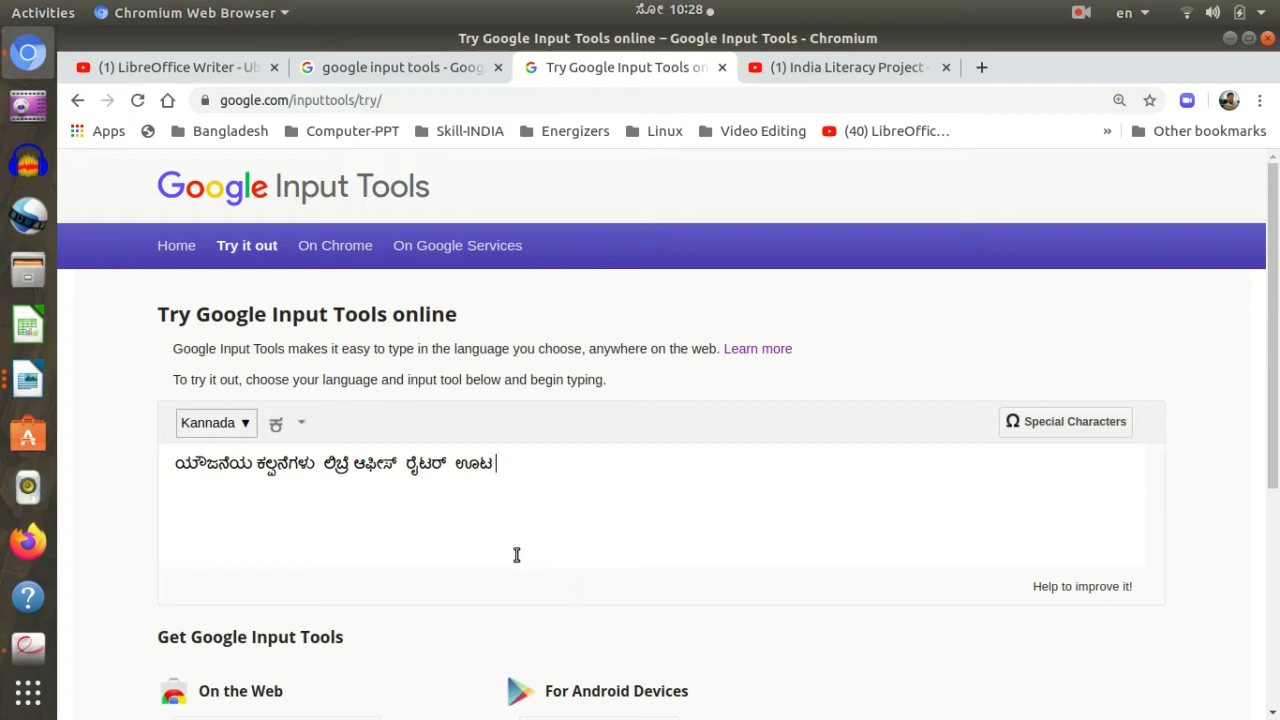 Activities Chromium Web Browser ಸೋಮ 10:28 en
Try Google Input Tools online – Google Input Tools - Chromium
(1) LibreOffice Writer - Ub google input tools - Goog Try Google Input Tools on (1) India Literacy Project -
google.com/inputtools/try/
Apps Bangladesh Computer-PPT Skill-INDIA Energizers Linux Video Editing (40) LibreOffic… » Other bookmarks
Google Input Tools
Home Try it out On Chrome On Google Services
Try Google Input Tools online
Google Input Tools makes it easy to type in the language you choose, anywhere on the web. Learn more
To try it out, choose your language and input tool below and begin typing.
Kannada ▼ ಕ Ω Special Characters
ಯೌಜನೆಯ ಕಲ್ಪನೆಗಳು ಲಿಬ್ರೆ ಆಫೀಸ್ ರೈಟರ್ ಊಟ
Help to improve it!
Get Google Input Tools
On the Web For Android Devices